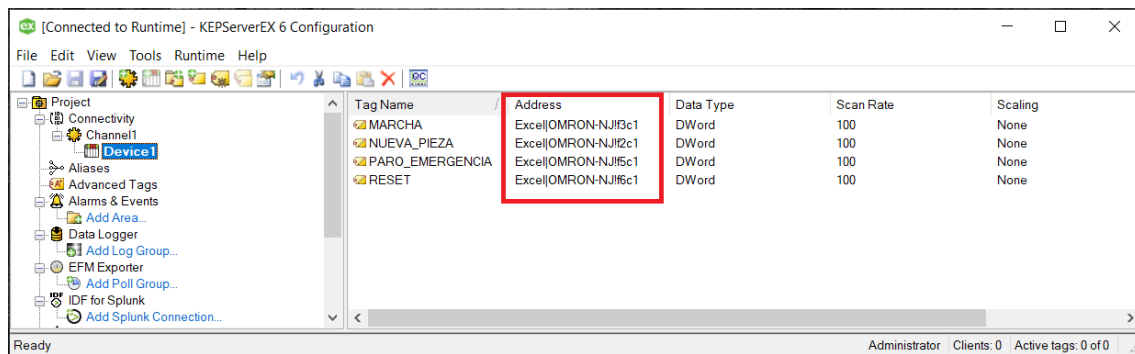 [Connected to Runtime] - KEPServerEX 6 Configuration
File Edit View Tools Runtime Help
Project
Connectivity
Channel1
Device1
Aliases
Advanced Tags
Alarms & Events
Add Area...
Data Logger
Add Log Group...
EFM Exporter
Add Poll Group...
IDF for Splunk
Add Splunk Connection...
Tag Name Address Data Type Scan Rate Scaling
MARCHA Excel|OMRON-NJ!f3c1 DWord 100 None
NUEVA_PIEZA Excel|OMRON-NJ!f2c1 DWord 100 None
PARO_EMERGENCIA Excel|OMRON-NJ!f5c1 DWord 100 None
RESET Excel|OMRON-NJ!f6c1 DWord 100 None
Ready Administrator Clients: 0 Active tags: 0 of 0